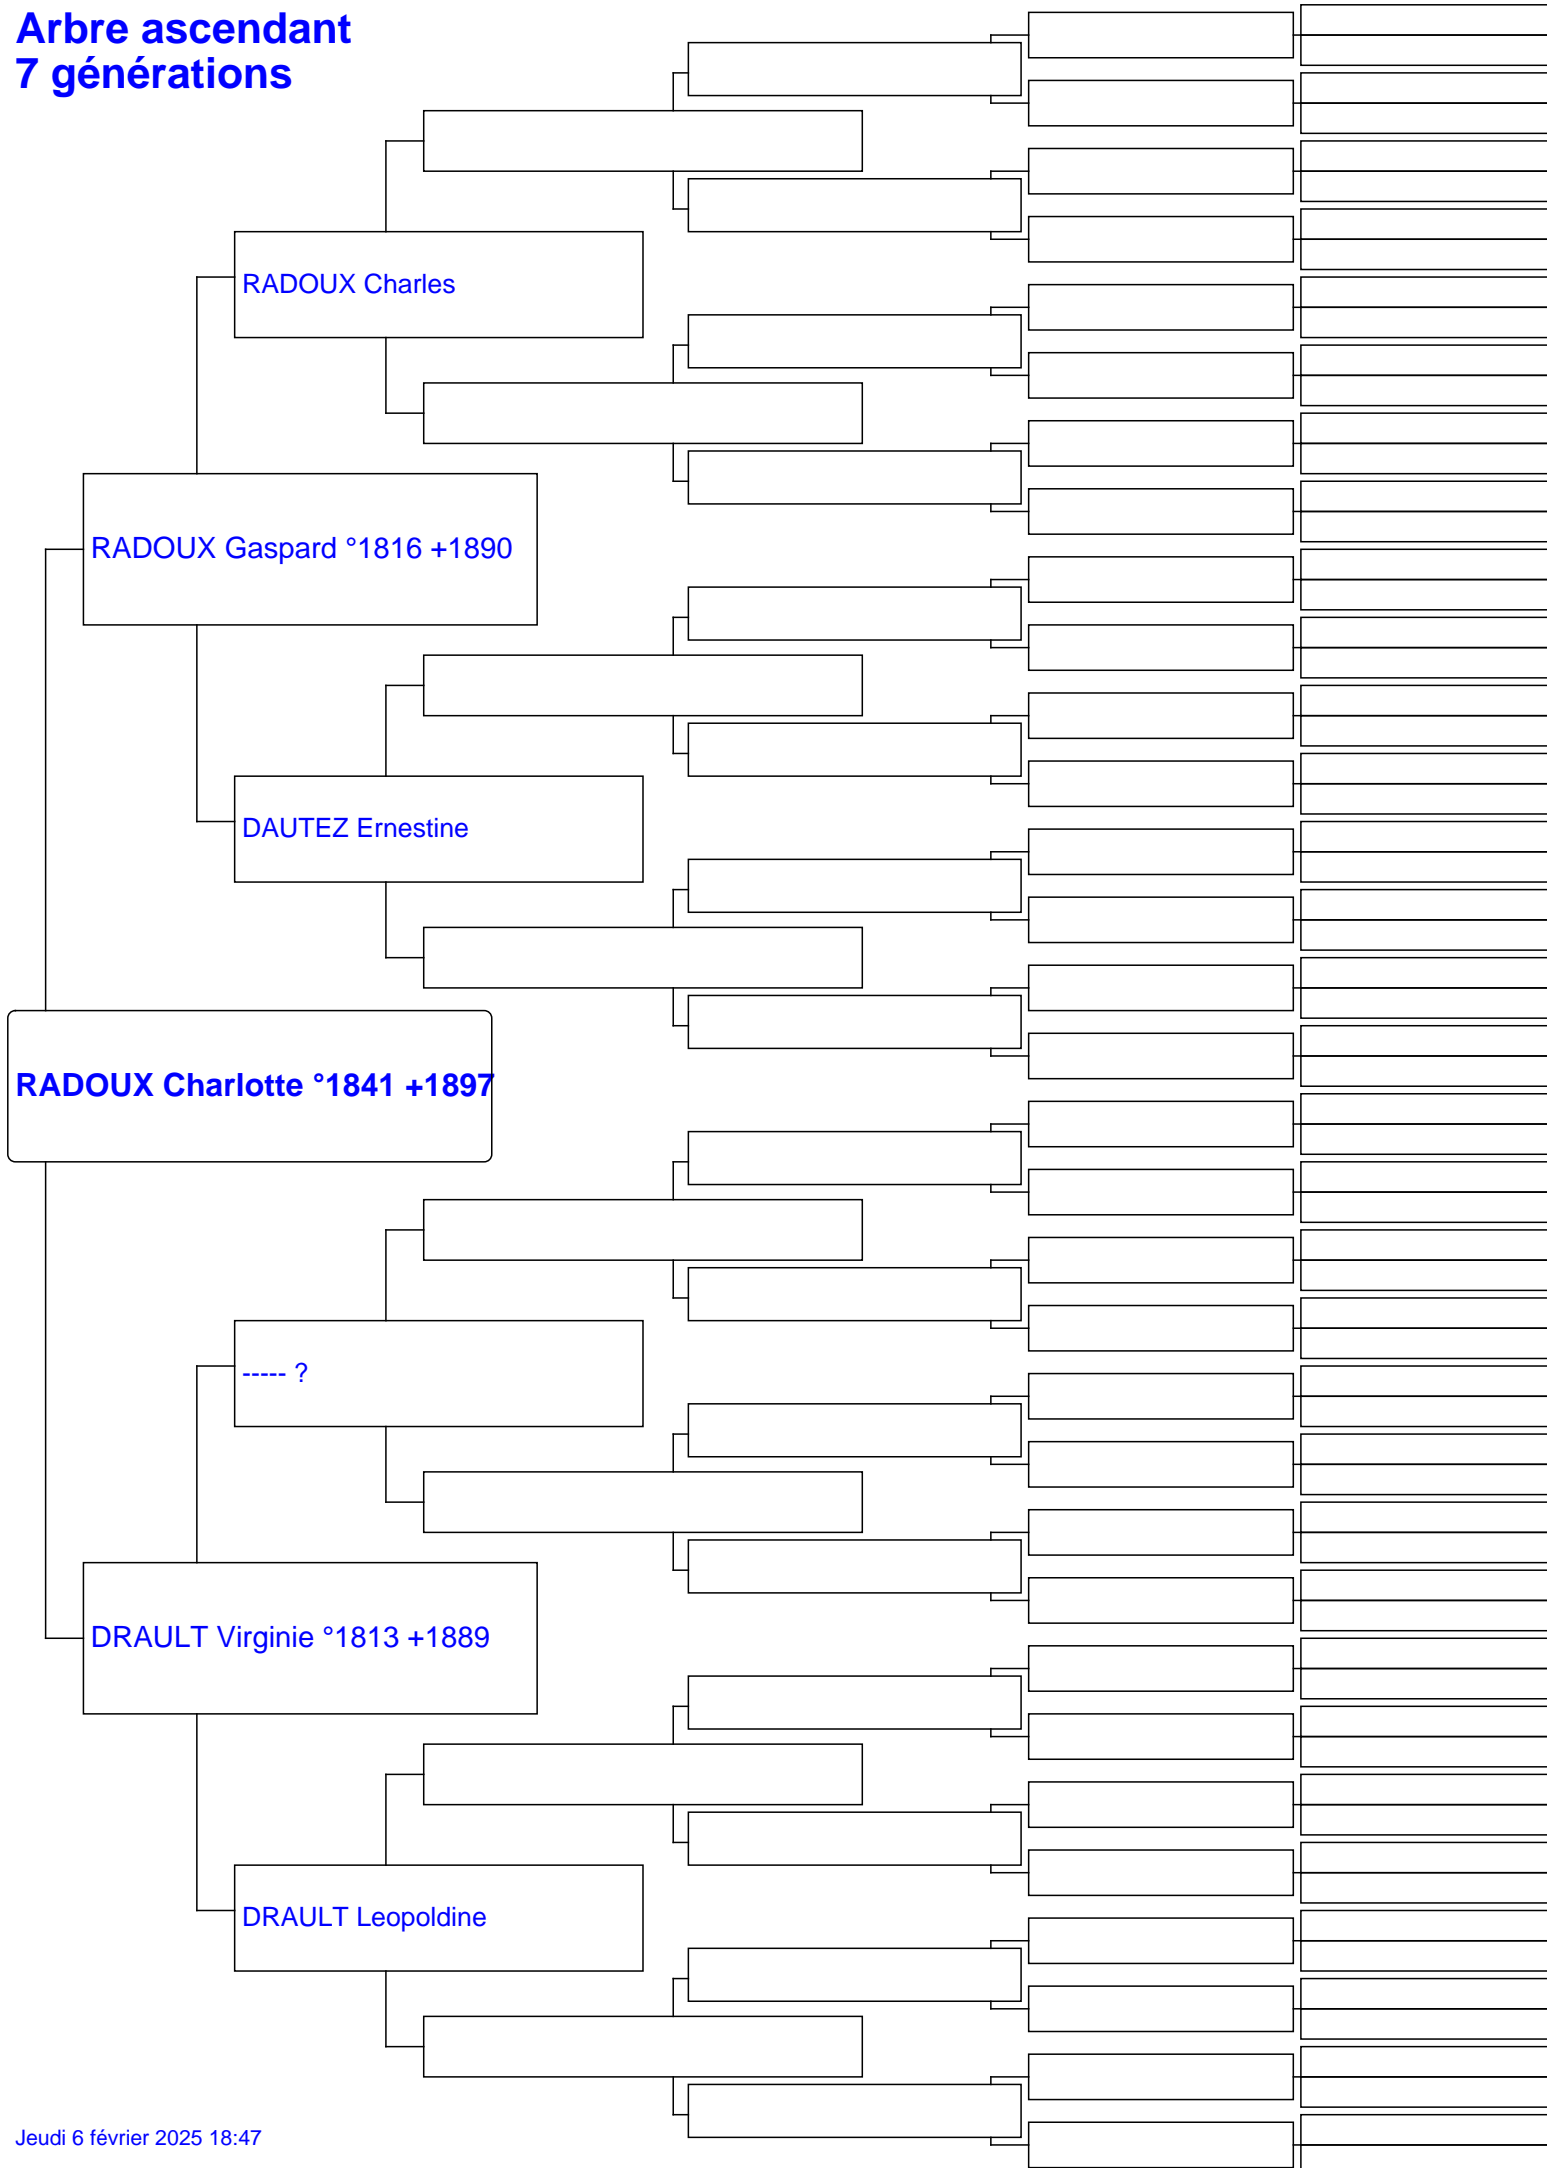 Arbre ascendant
7 générations
RADOUX Charles
RADOUX Gaspard °1816 +1890
DAUTEZ Ernestine
RADOUX Charlotte °1841 +1897
----- ?
DRAULT Virginie °1813 +1889
DRAULT Leopoldine
Jeudi 6 février 2025 18:47